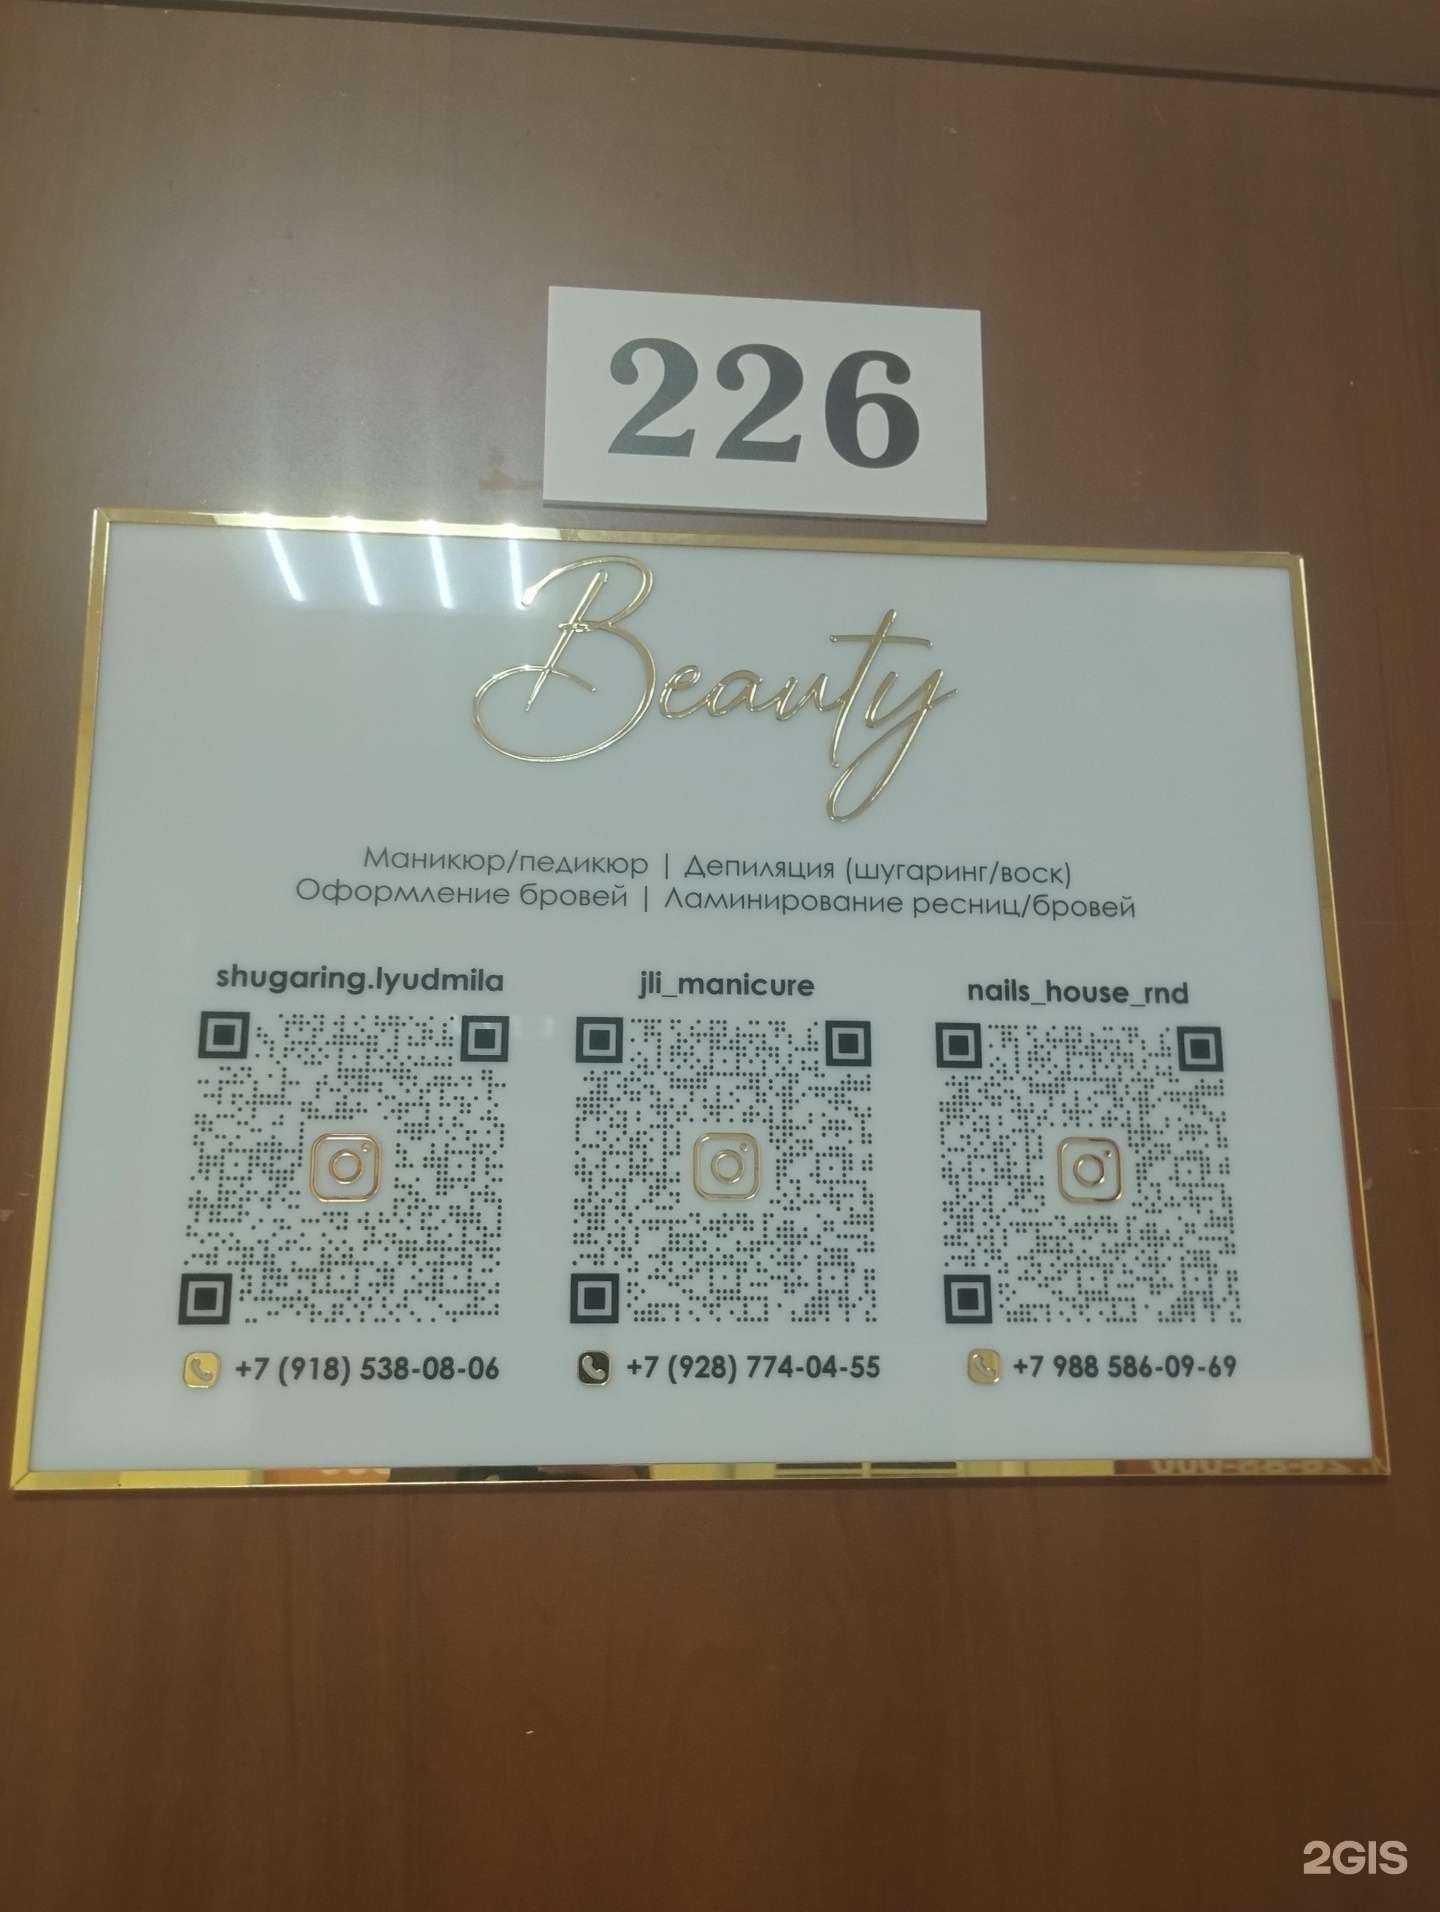 226
Beauty
Маникюр/педикюр | Депиляция (шугаринг/воск)
Оформление бровей | Ламинирование ресниц/бровей
shugaring.lyudmila
jli_manicure
nails_house_rnd
+7 (918) 538-08-06
+7 (928) 774-04-55
+7 988 586-09-69
2GIS